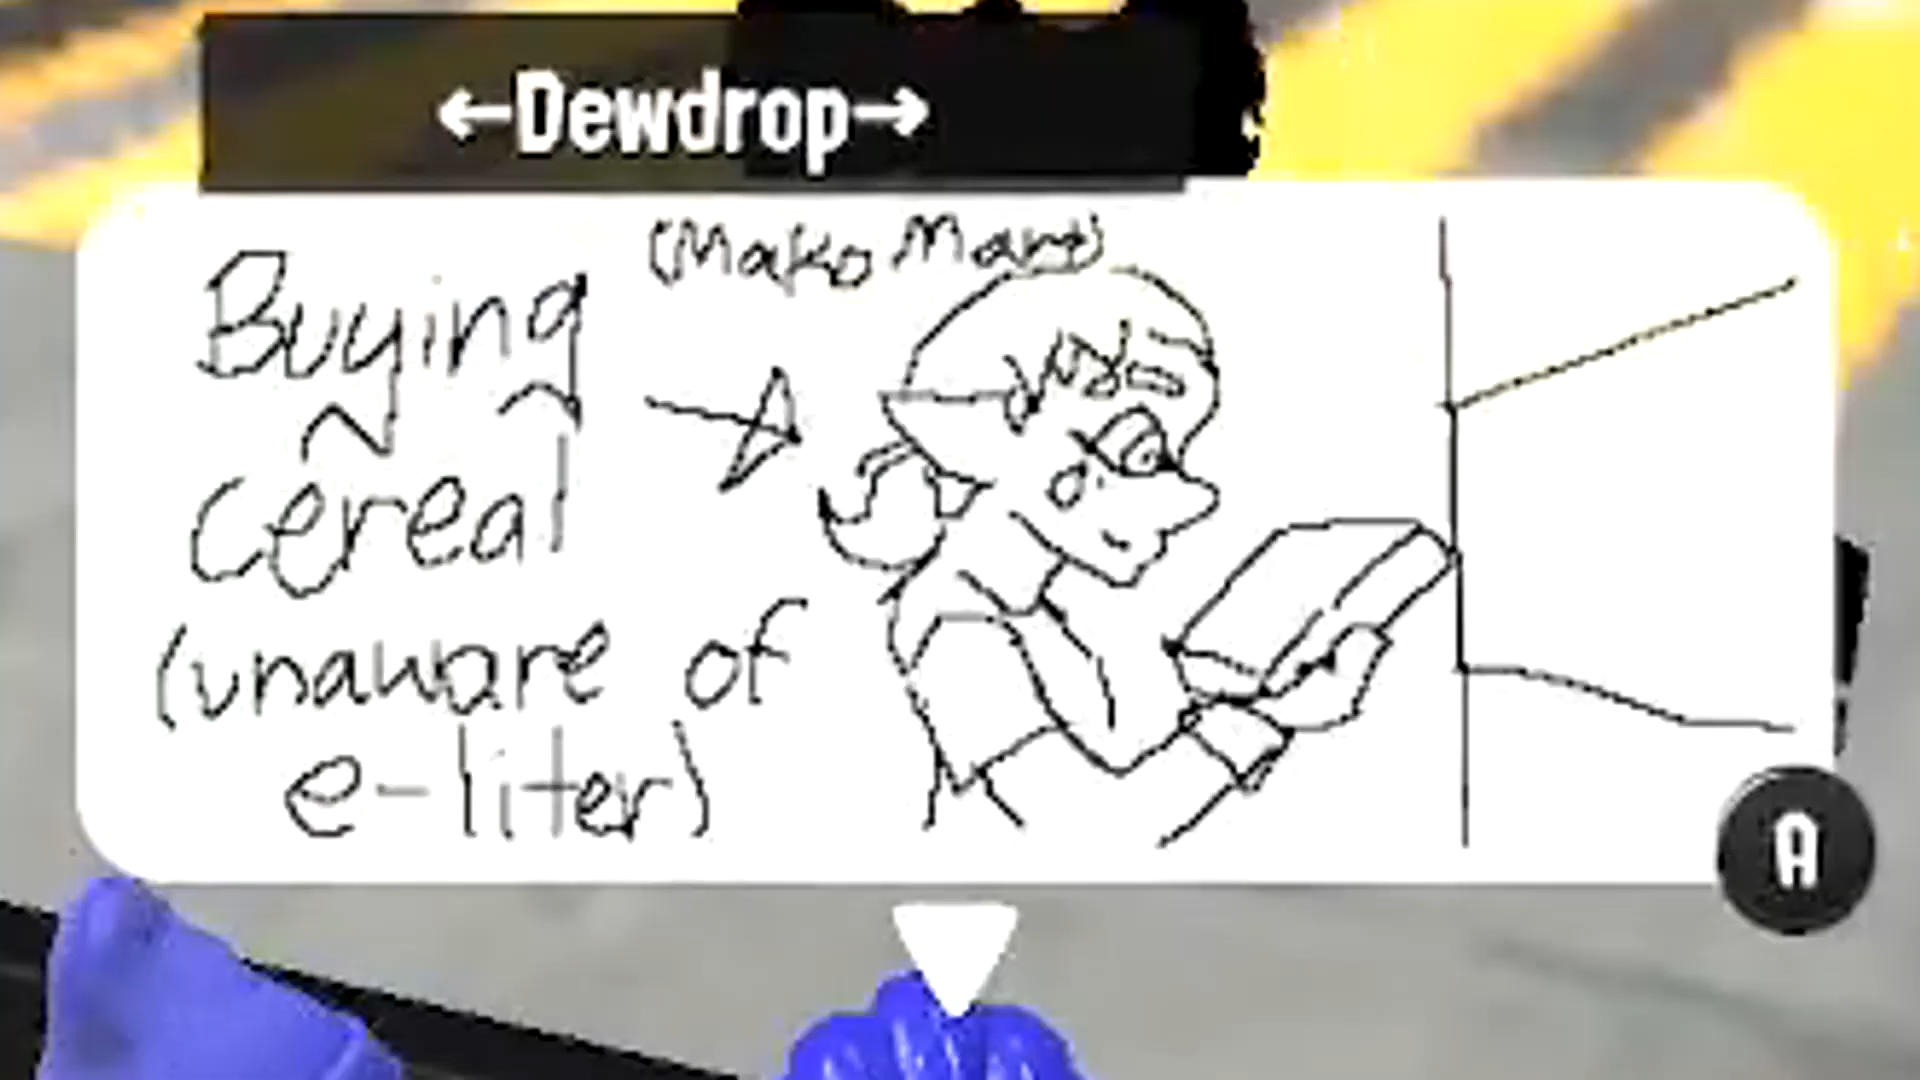 ←Dewdrop→
(Mako Mart)
Buying
cereal
(unaware of
e-liter)
A